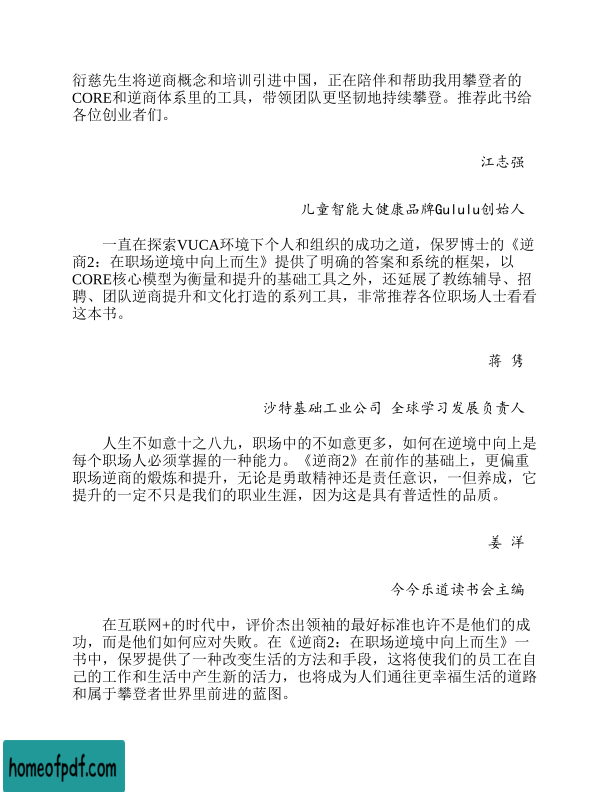 衍慈先生将逆商概念和培训引进中国，正在陪伴和帮助我用攀登者的
CORE和逆商体系里的工具，带领团队更坚韧地持续攀登。推荐此书给
各位创业者们。
江志强
儿童智能大健康品牌Gululu创始人
一直在探索VUCA环境下个人和组织的成功之道，保罗博士的《逆
商2：在职场逆境中向上而生》提供了明确的答案和系统的框架，以
CORE核心模型为衡量和提升的基础工具之外，还延展了教练辅导、招
聘、团队逆商提升和文化打造的系列工具，非常推荐各位职场人士看看
这本书。
蒋 隽
沙特基础工业公司 全球学习发展负责人
人生不如意十之八九，职场中的不如意更多，如何在逆境中向上是
每个职场人必须掌握的一种能力。《逆商2》在前作的基础上，更偏重
职场逆商的煅炼和提升，无论是勇敢精神还是责任意识，一但养成，它
提升的一定不只是我们的职业生涯，因为这是具有普适性的品质。
姜 洋
今今乐道读书会主编
在互联网+的时代中，评价杰出领袖的最好标准也许不是他们的成
功，而是他们如何应对失败。在《逆商2：在职场逆境中向上而生》一
书中，保罗提供了一种改变生活的方法和手段，这将使我们的员工在自
己的工作和生活中产生新的活力，也将成为人们通往更幸福生活的道路
和属于攀登者世界里前进的蓝图。
homeofpdf.com